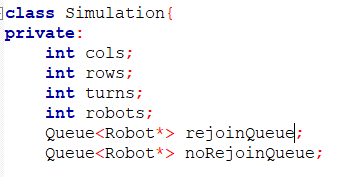 class Simulation{
private:
    int cols;
    int rows;
    int turns;
    int robots;
    Queue<Robot*> rejoinQueue;
    Queue<Robot*> noRejoinQueue;